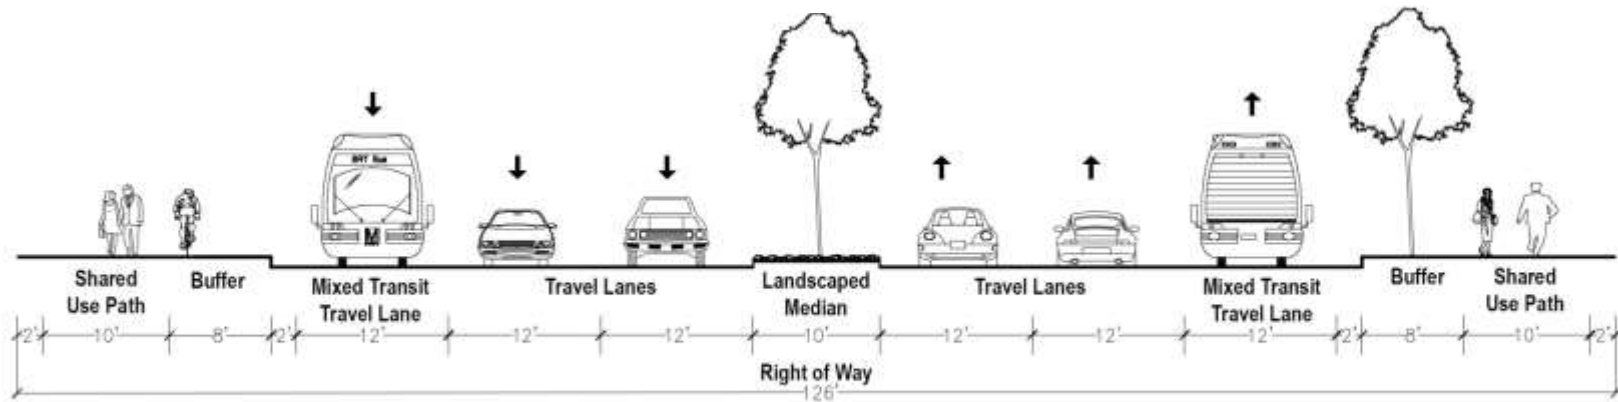 BRT Bus
M
Shared
Use Path
Buffer
Mixed Transit
Travel Lane
Travel Lanes
Landscaped
Median
Travel Lanes
Mixed Transit
Travel Lane
Buffer
Shared
Use Path
2' 10' 8' 2' 12' 12' 12' 10' 12' 12' 12' 2' 8' 10' 2'
Right of Way
126'